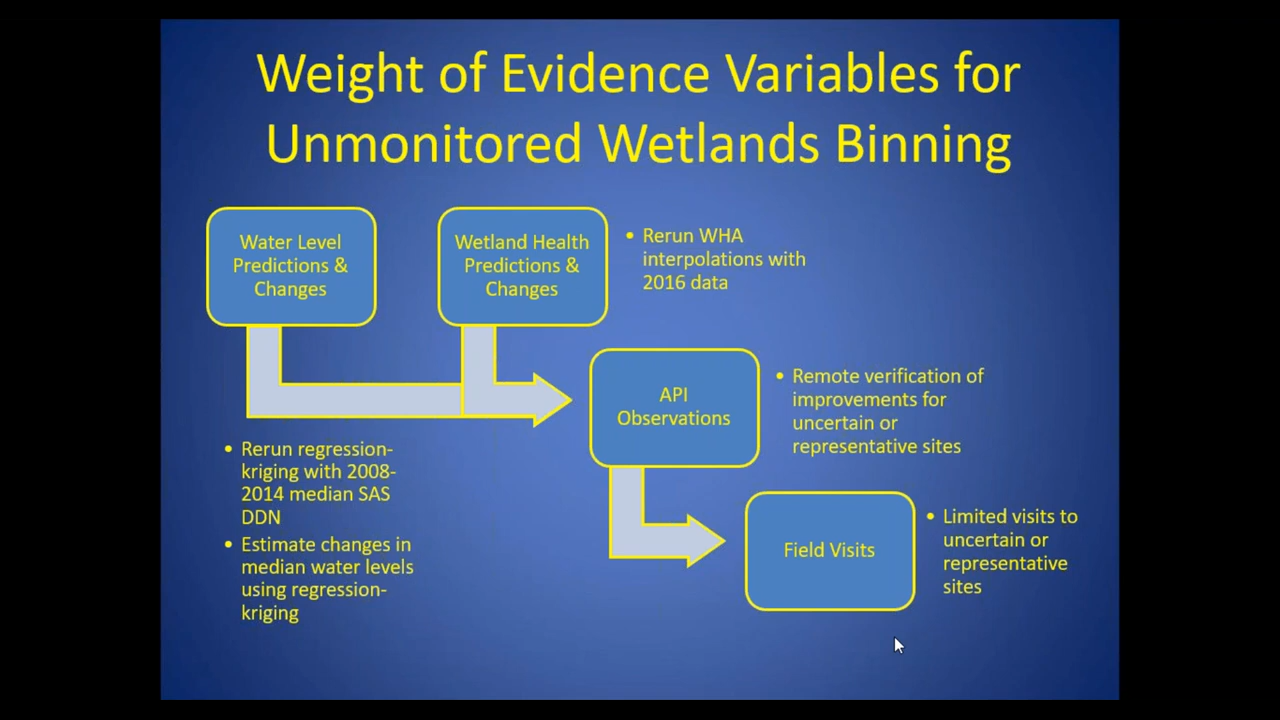 Weight of Evidence Variables for
Unmonitored Wetlands Binning
Water Level
Predictions &
Changes
Wetland Health
Predictions &
Changes
• Rerun WHA
interpolations with
2016 data
API
Observations
• Remote verification of
improvements for
uncertain or
representative sites
• Rerun regression-
kriging with 2008-
2014 median SAS
DDN
• Estimate changes in
median water levels
using regression-
kriging
Field Visits
• Limited visits to
uncertain or
representative
sites